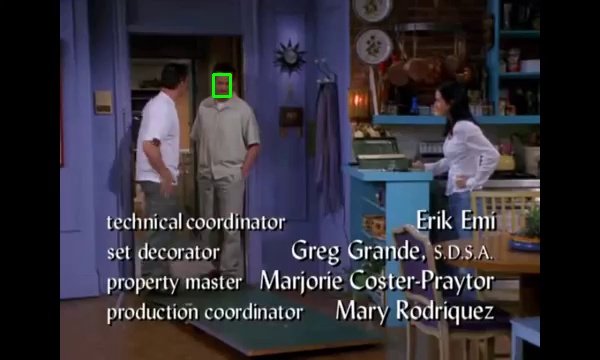 technical coordinator Erik Emi
set decorator Greg Grande, S.D.S.A.
property master Marjorie Coster-Praytor
production coordinator Mary Rodriquez